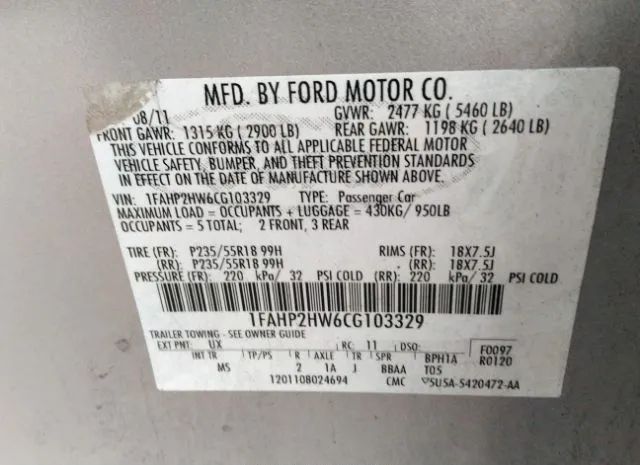 MFD. BY FORD MOTOR CO.
08/11 GVWR: 2477 KG ( 5460 LB)
FRONT GAWR: 1315 KG ( 2900 LB) REAR GAWR: 1198 KG ( 2640 LB)
THIS VEHICLE CONFORMS TO ALL APPLICABLE FEDERAL MOTOR
VEHICLE SAFETY, BUMPER, AND THEFT PREVENTION STANDARDS
IN EFFECT ON THE DATE OF MANUFACTURE SHOWN ABOVE.
VIN: 1FAHP2HW6CG103329 TYPE: Passenger Car
MAXIMUM LOAD = OCCUPANTS + LUGGAGE = 430KG/ 950LB
OCCUPANTS = 5 TOTAL; 2 FRONT, 3 REAR
TIRE (FR): P235/55R18 99H RIMS (FR): 18X7.5J
(RR): P235/55R18 99H (RR): 18X7.5J
PRESSURE (FR): 220 kPa/ 32 PSI COLD (RR): 220 kPa/ 32 PSI COLD
1FAHP2HW6CG103329
TRAILER TOWING - SEE OWNER GUIDE
EXT PNT: UX RC: 11 DSO: F0097
INT TR TP/PS R AXLE TR SPR BPH1A R0120
MS 2 1A J BBAA T05
1201108024694 CMC 5U5A-5420472-AA